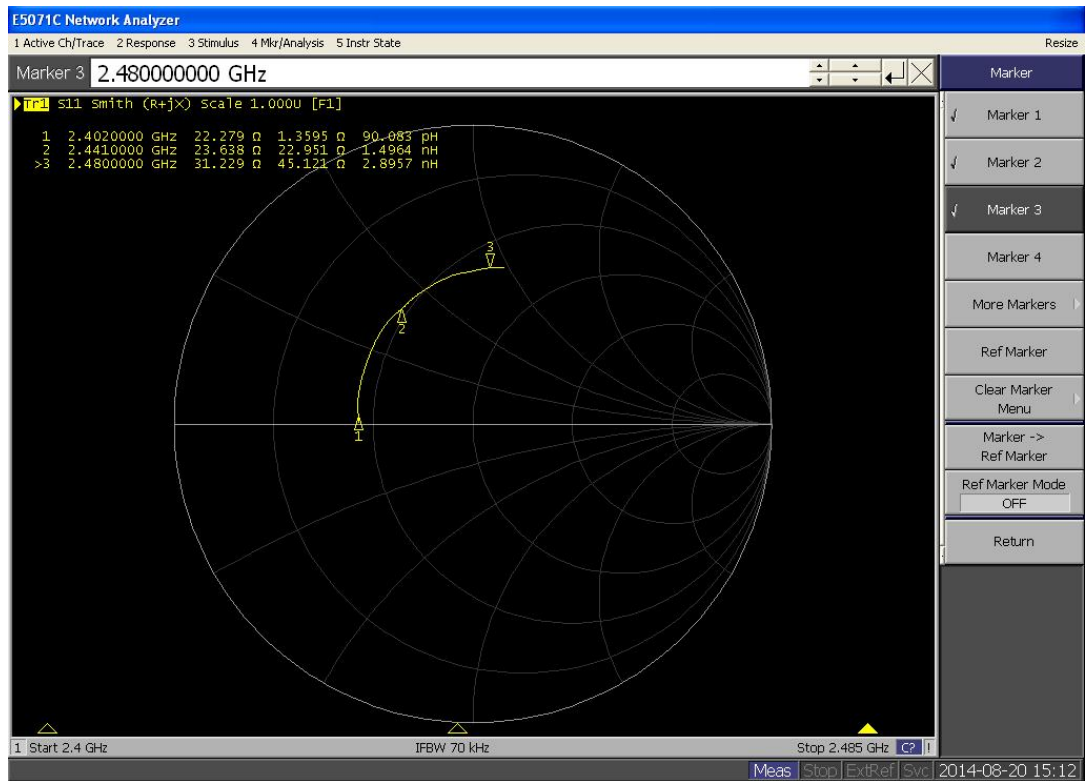 E5071C Network Analyzer
1 Active Ch/Trace 2 Response 3 Stimulus 4 Mkr/Analysis 5 Instr State Resize
Marker 3 2.480000000 GHz
Tr1 S11 Smith (R+jX) Scale 1.000U [F1]
1 2.4020000 GHz 22.279 Ω 1.3595 Ω 90.083 pH
2 2.4410000 GHz 23.638 Ω 22.951 Ω 1.4964 nH
>3 2.4800000 GHz 31.229 Ω 45.121 Ω 2.8957 nH
3
2
1
Marker
√ Marker 1
√ Marker 2
√ Marker 3
Marker 4
More Markers
Ref Marker
Clear Marker
Menu
Marker ->
Ref Marker
Ref Marker Mode
OFF
Return
1 Start 2.4 GHz IFBW 70 kHz Stop 2.485 GHz C? !
Meas Stop ExtRef Svc 2014-08-20 15:12